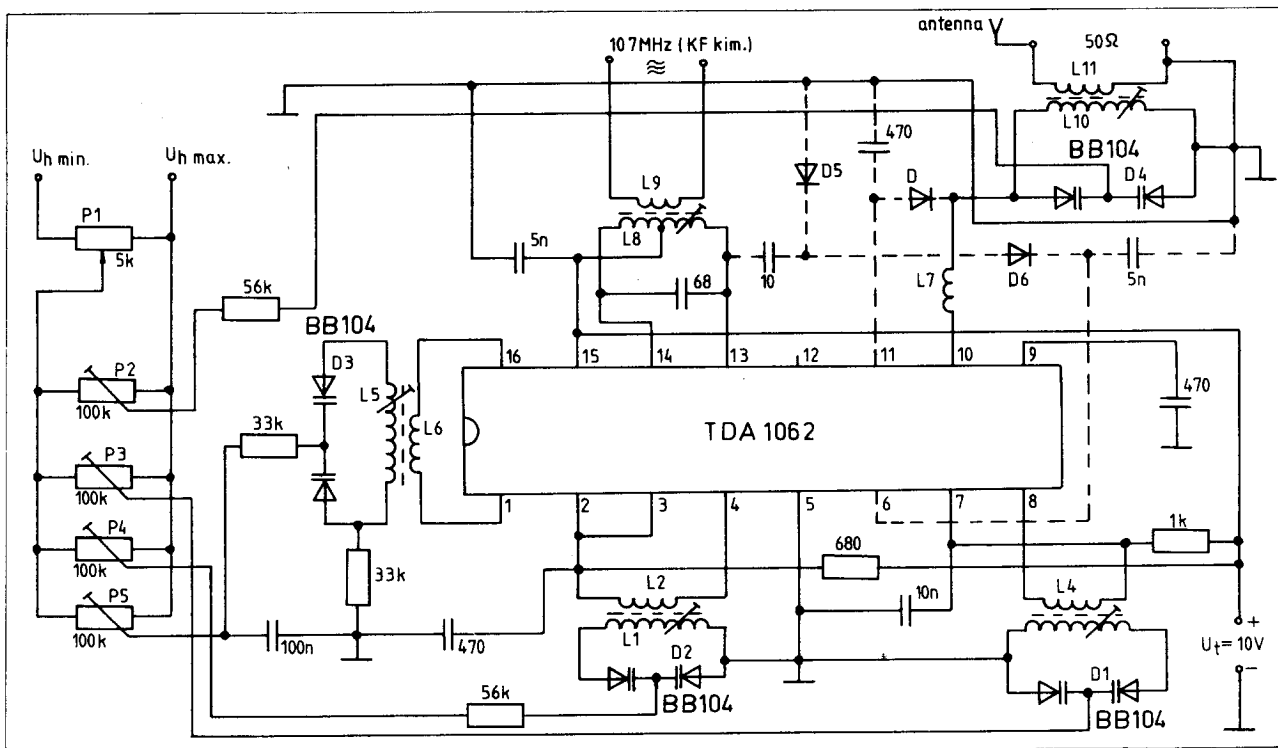 antenna
50Ω
107MHz (KF kim.)
≈
L11
L10
470
BB104
Uh min.
Uh max.
D5
D
D4
L9
P1
5k
5n
L8
10
D6
5n
68
L7
56k
BB104
D3
16
15
14
13
12
11
10
9
P2
100k
L5
470
33k
L6
TDA 1062
P3
100k
1
2
3
4
5
6
7
8
P4
100k
33k
680
1k
P5
100k
100n
470
L2
10n
L4
+
Ut = 10V
−
L1
D2
D1
56k
BB104
BB104